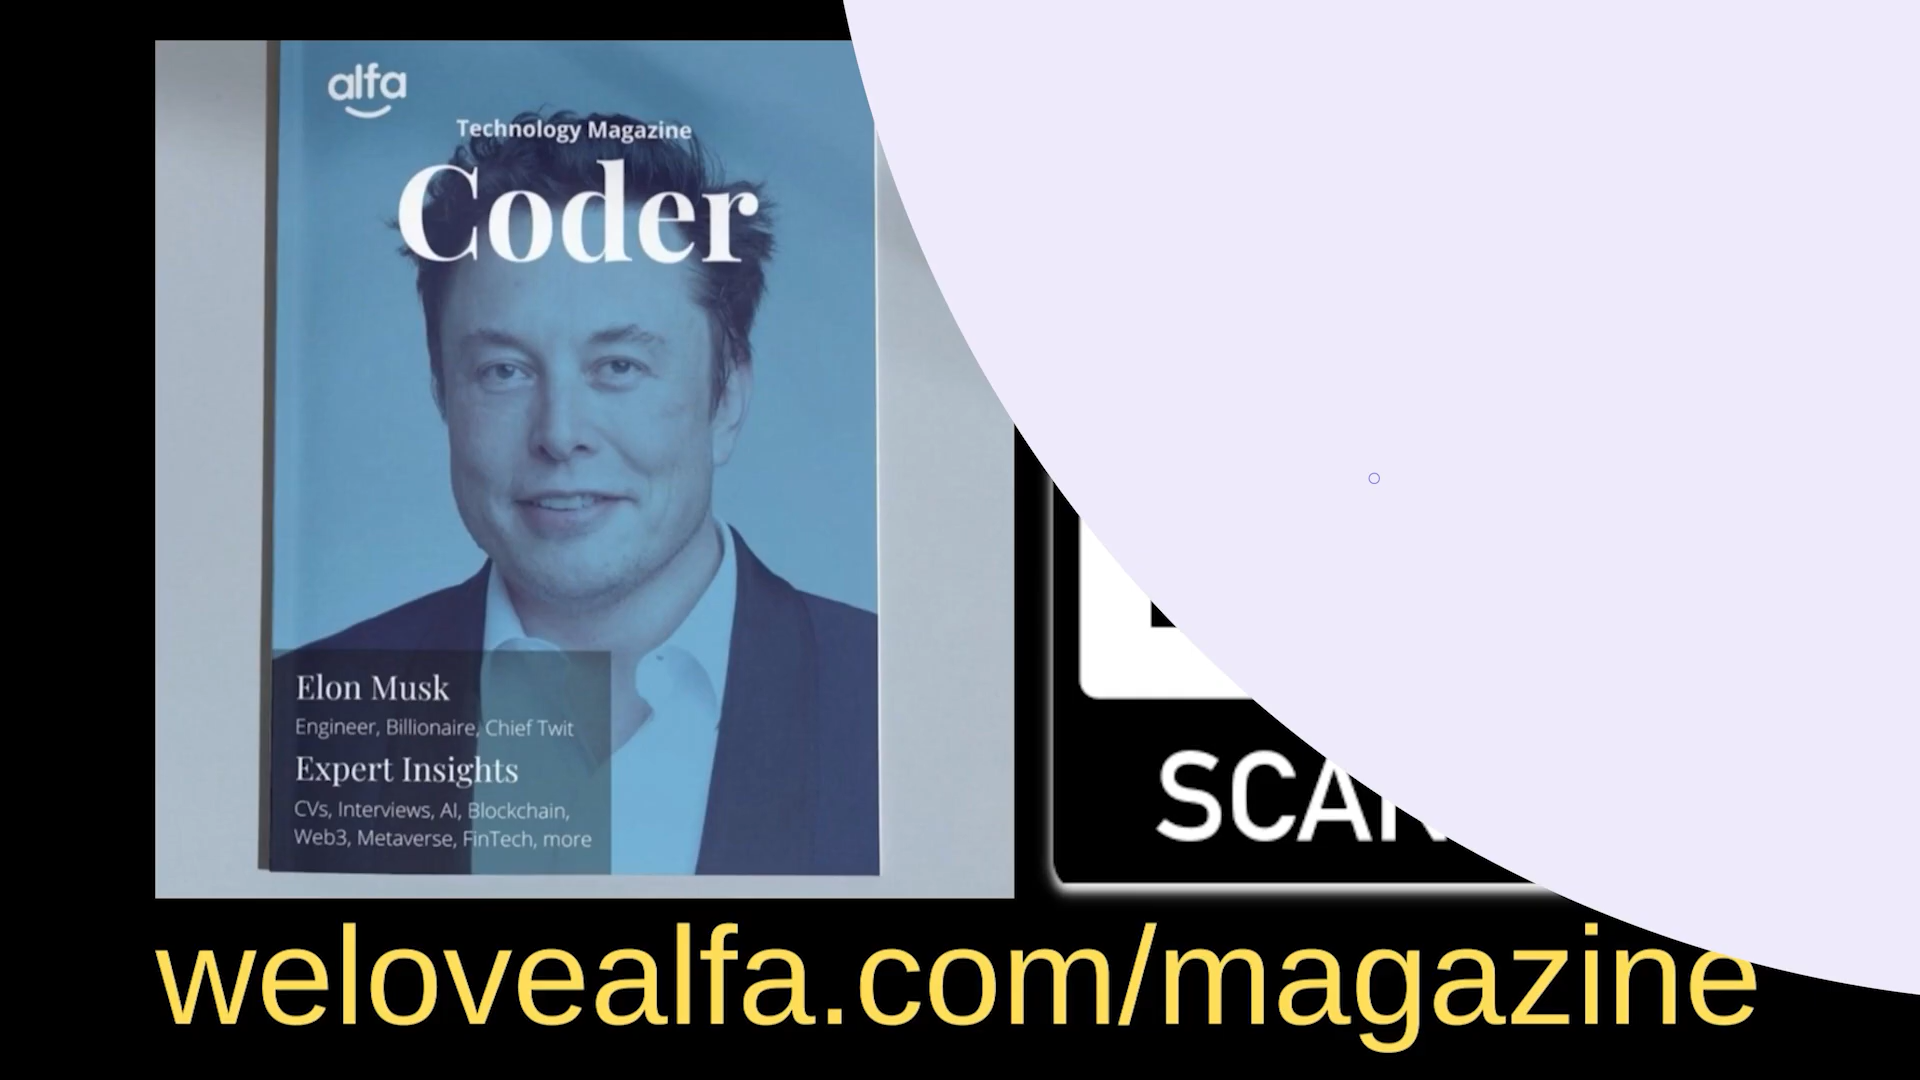 alfa
Technology Magazine
Coder
Elon Musk
Engineer, Billionaire, Chief Twit
Expert Insights
CVs, Interviews, AI, Blockchain,
Web3, Metaverse, FinTech, more
welovealfa.com/magazine